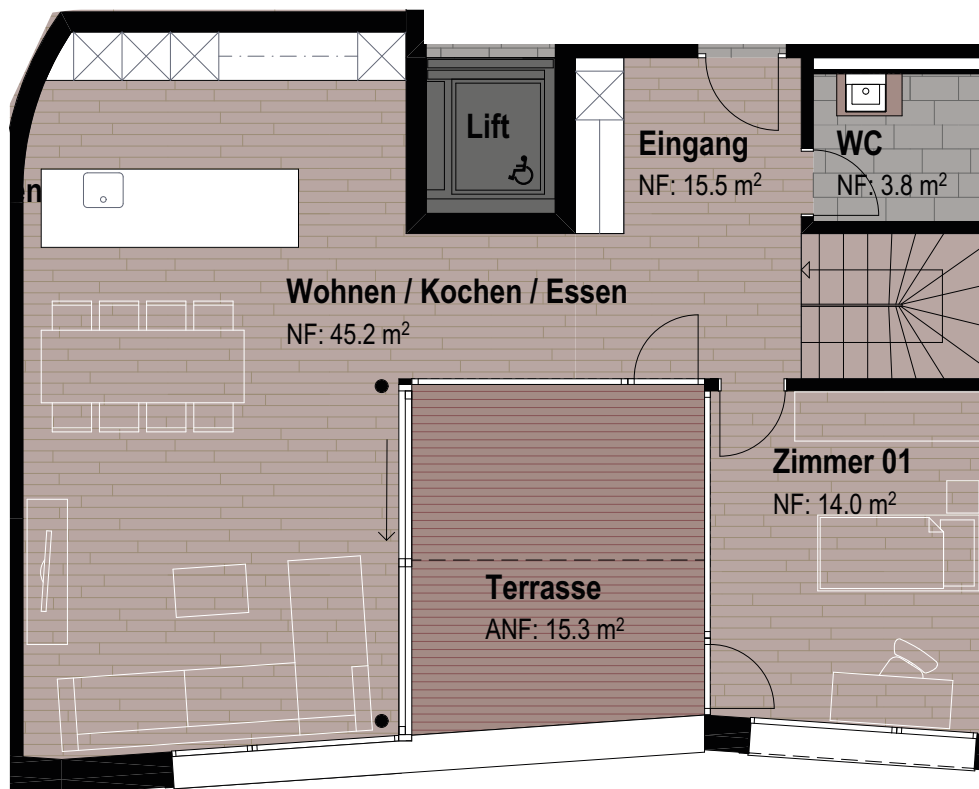 Lift
Eingang
NF: 15.5 m²
WC
NF: 3.8 m²
en
Wohnen / Kochen / Essen
NF: 45.2 m²
Zimmer 01
NF: 14.0 m²
Terrasse
ANF: 15.3 m²